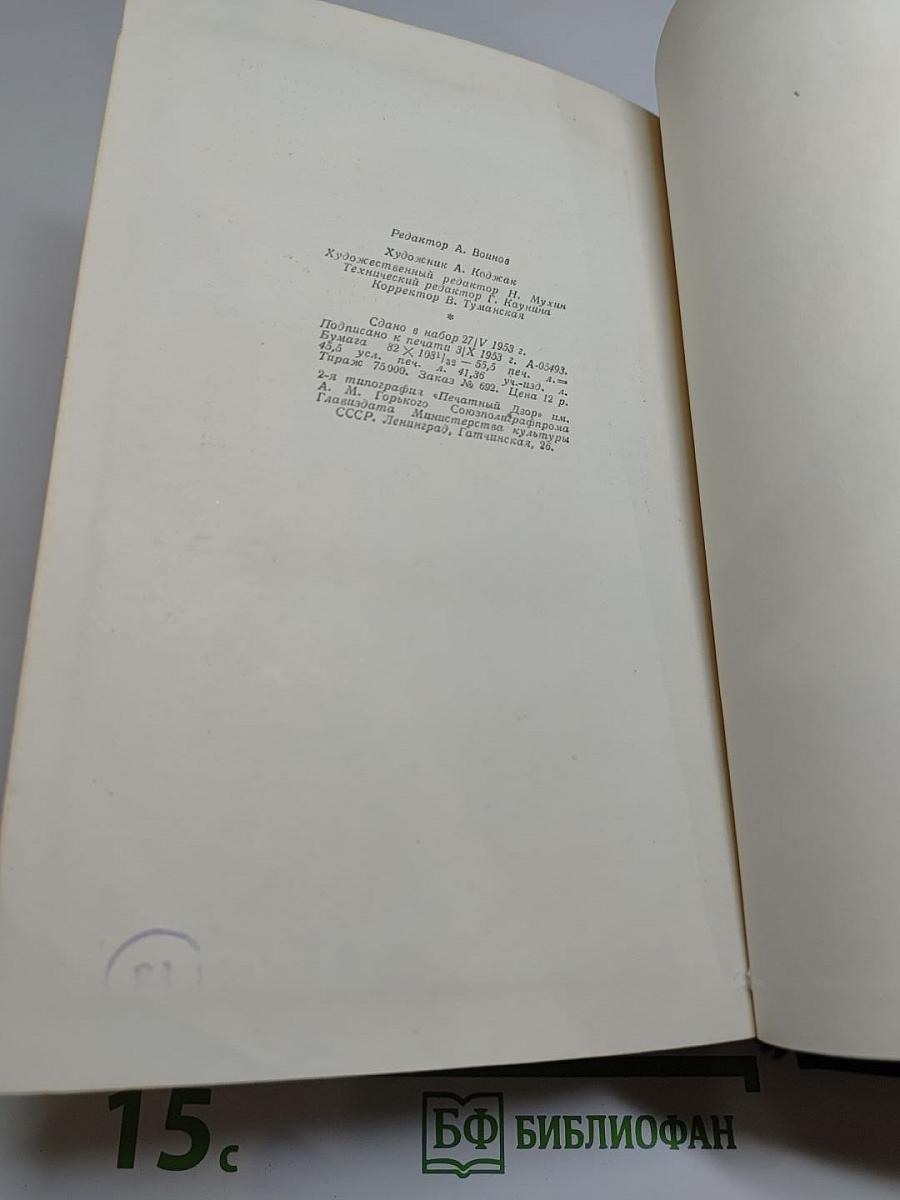 Редактор А. Воинов
Художник А. Коджак
Художественный редактор Н. Мухин
Технический редактор Г. Каунина
Корректор В. Туманская
*
Сдано в набор 27/V 1953 г.
Подписано к печати 3/X 1953 г. А-05493.
Бумага 82 × 108¹/₃₂ — 55,5 печ. л.=
45,5 усл. печ. л. 41,36 уч.-изд. л.
Тираж 75000. Заказ № 692. Цена 12 р.
2-я типография «Печатный Двор» им.
А. М. Горького Союзполиграфпрома
Главиздата Министерства культуры
СССР. Ленинград, Гатчинская, 26.
15 с
БФ БИБЛИОФАН